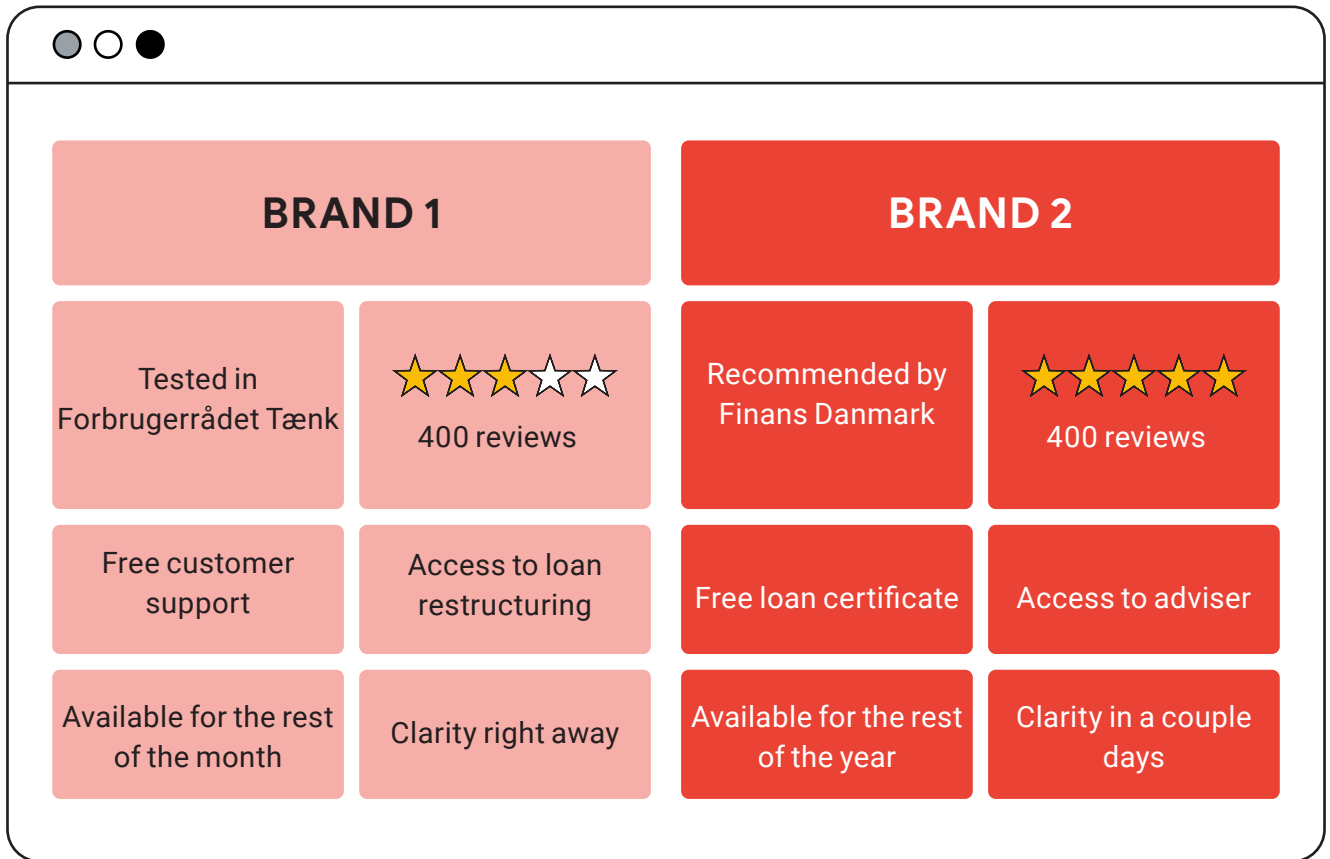 BRAND 1
Tested in
Forbrugerrådet Tænk
400 reviews
Free customer
support
Access to loan
restructuring
Available for the rest
of the month
Clarity right away
BRAND 2
Recommended by
Finans Danmark
400 reviews
Free loan certificate
Access to adviser
Available for the rest
of the year
Clarity in a couple
days